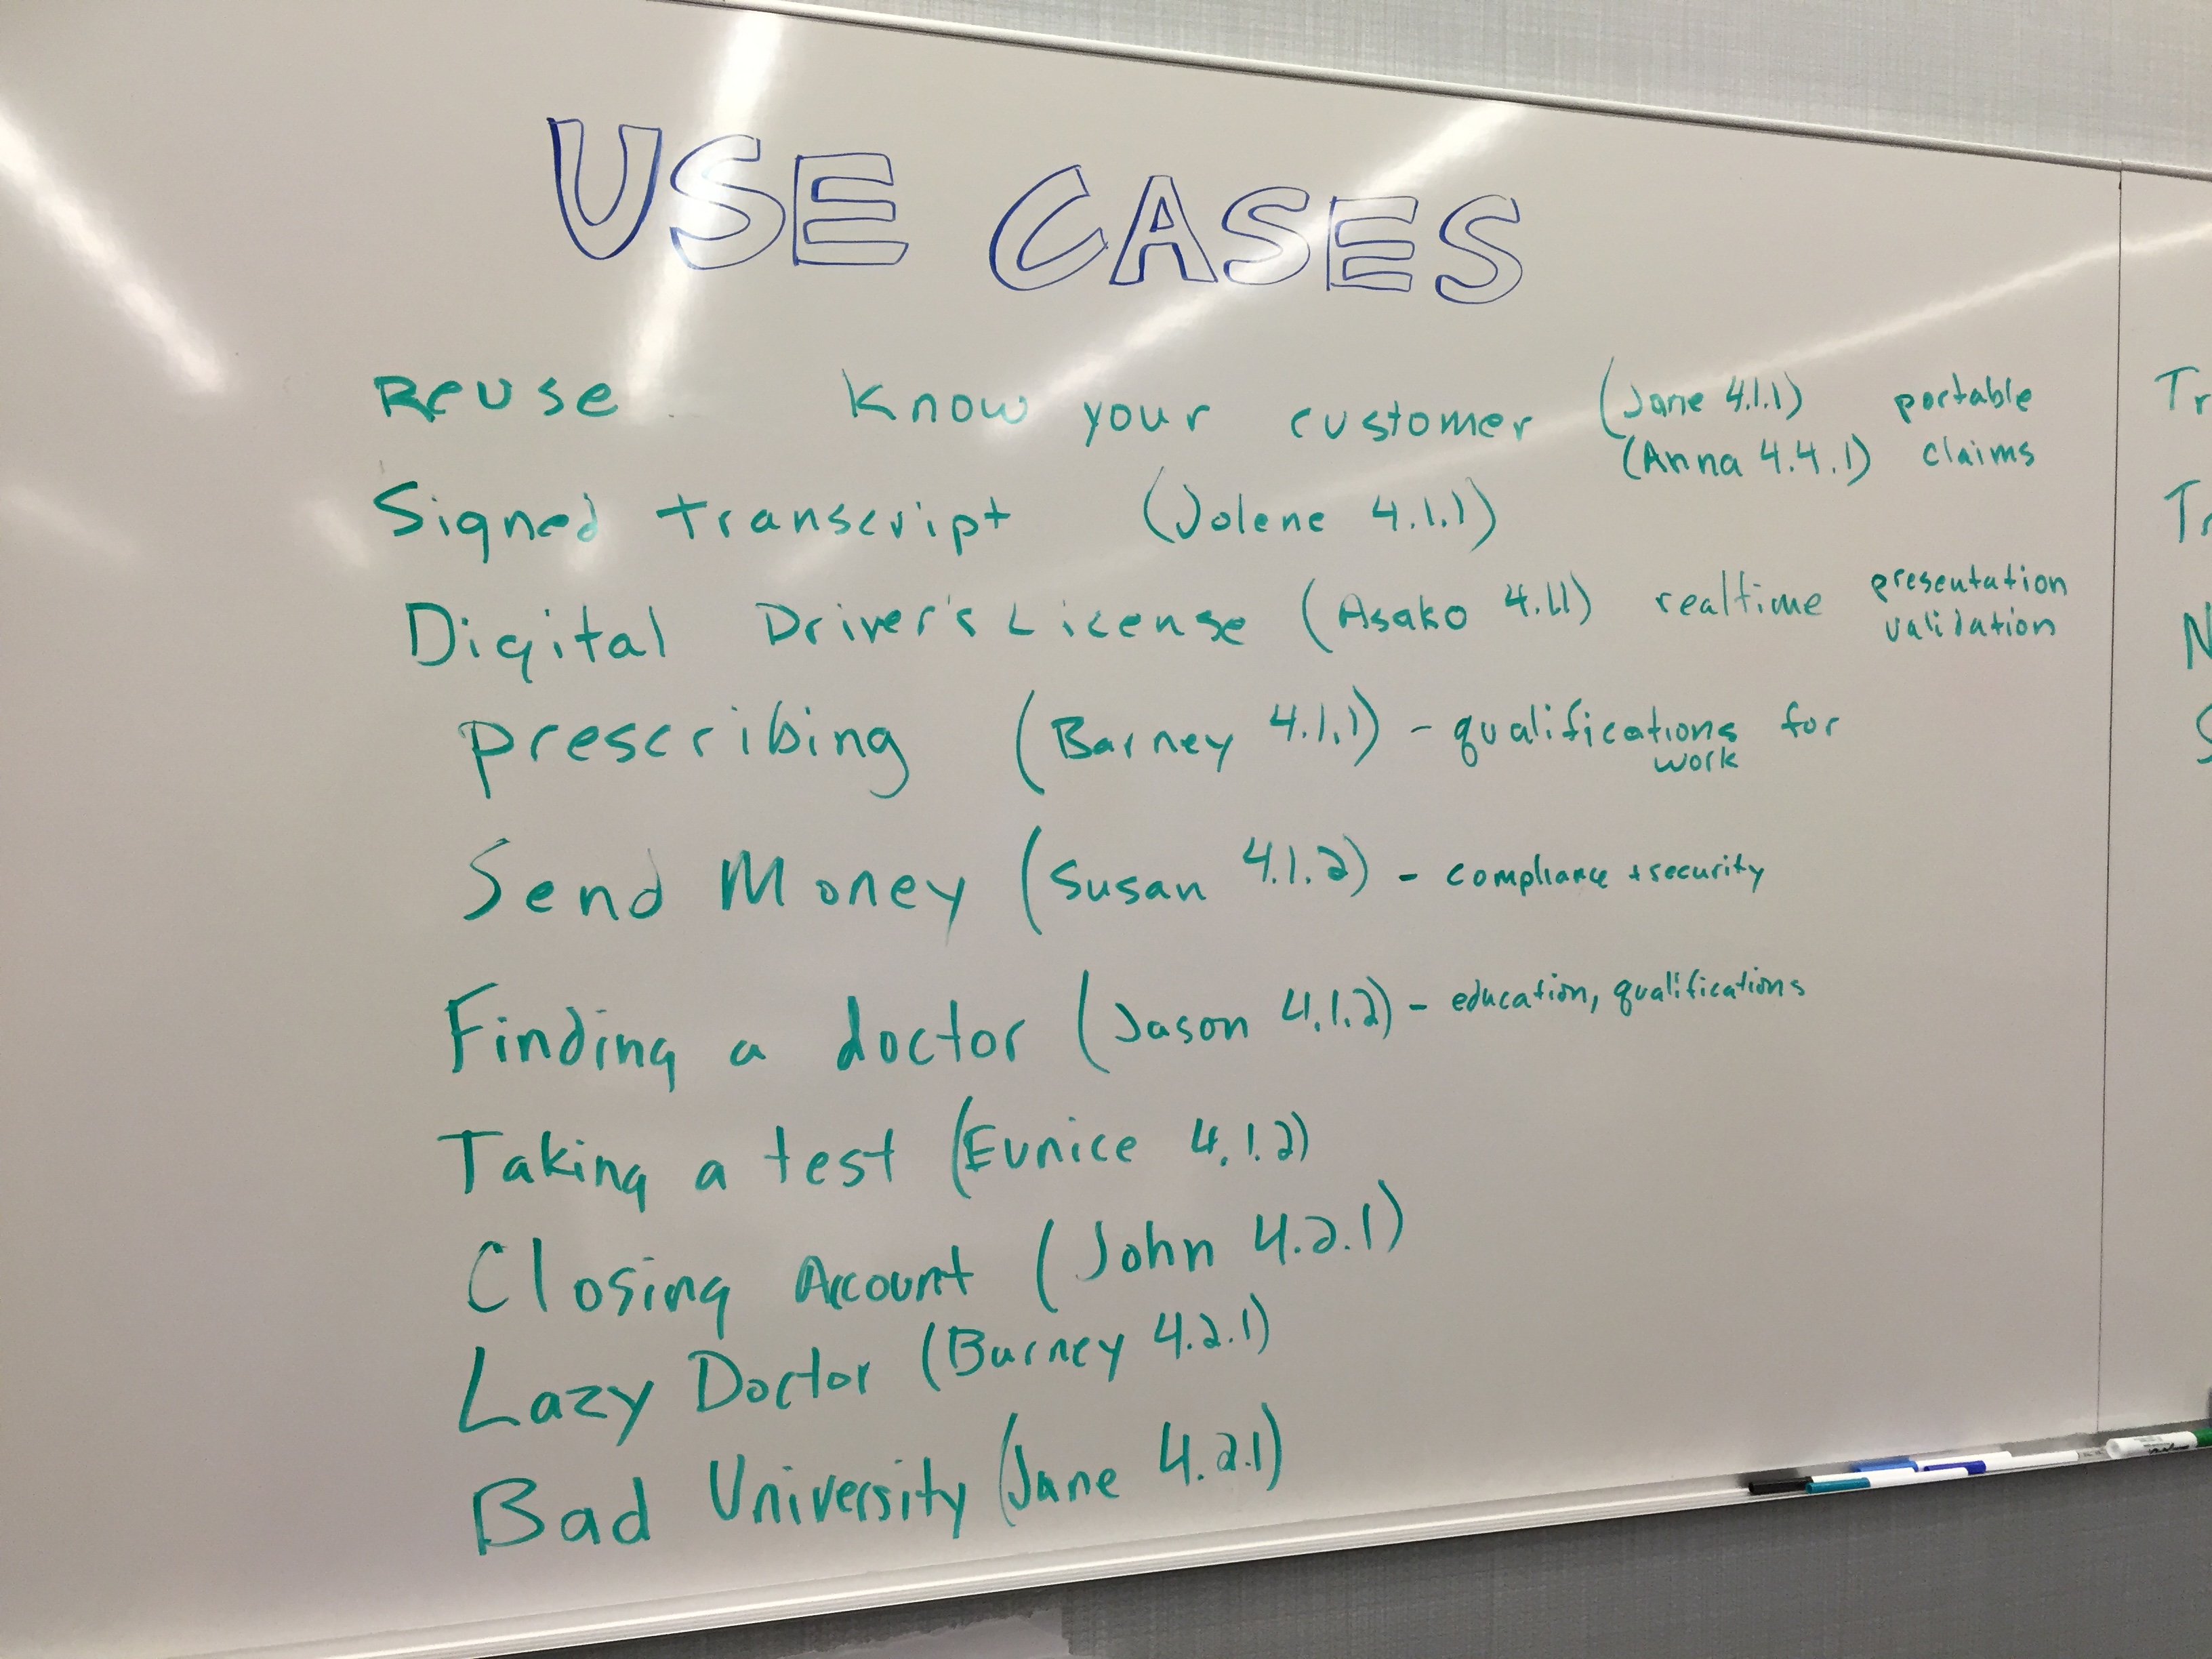 USE CASES
Reuse Know your customer (Jane 4.1.1) portable
(Anna 4.4.1) claims
Signed transcript (Jolene 4.1.1)
Digital Driver's License (Asako 4.1.1) realtime presentation
validation
prescribing (Barney 4.1.1) - qualifications for
work
Send Money (Susan 4.1.2) - compliance + security
Finding a doctor (Jason 4.1.2) - education, qualifications
Taking a test (Eunice 4.1.2)
Closing Account (John 4.2.1)
Lazy Doctor (Barney 4.2.1)
Bad University (Jane 4.2.1)